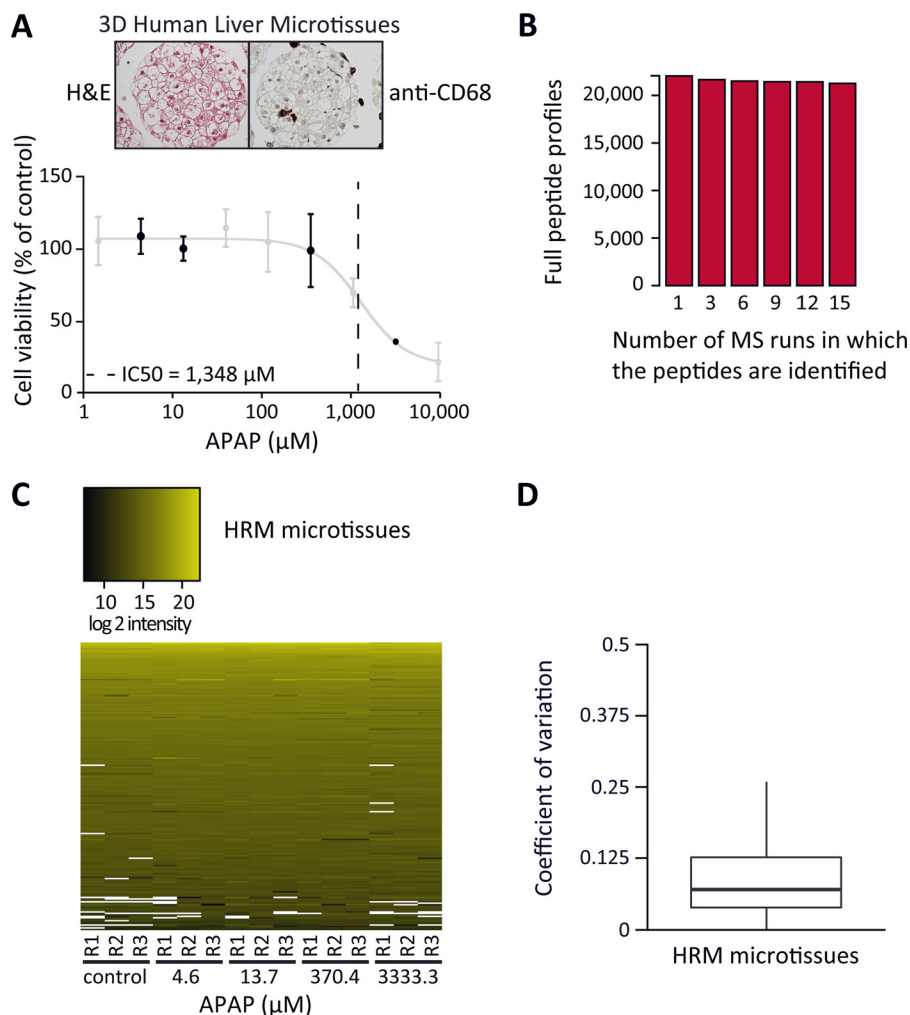 A
3D Human Liver Microtissues
H&E
anti-CD68
Cell viability (% of control)
150
100
50
0
IC50 = 1,348 µM
1
10
100
1,000
10,000
APAP (µM)
B
Full peptide profiles
20,000
15,000
10,000
5,000
0
1 3 6 9 12 15
Number of MS runs in which
the peptides are identified
C
HRM microtissues
10 15 20
log 2 intensity
R1 R2 R3 R1 R2 R3 R1 R2 R3 R1 R2 R3 R1 R2 R3
control 4.6 13.7 370.4 3333.3
APAP (µM)
D
Coefficient of variation
0.5
0.375
0.25
0.125
0
HRM microtissues